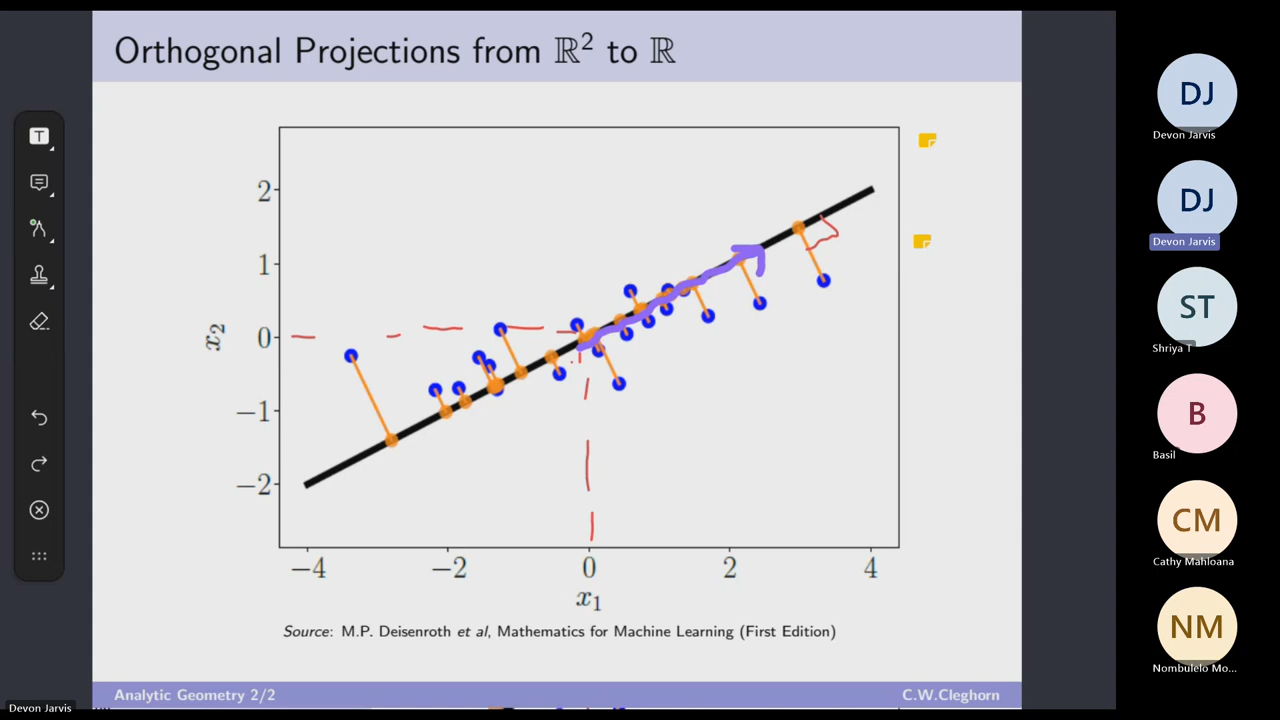 Orthogonal Projections from ℝ² to ℝ
2
1
0
−1
−2
x₂
−4 −2 0 2 4
x₁
Source: M.P. Deisenroth et al, Mathematics for Machine Learning (First Edition)
Analytic Geometry 2/2 C.W.Cleghorn
Devon Jarvis
T
DJ
Devon Jarvis
DJ
Devon Jarvis
ST
Shriya T
B
Basil
CM
Cathy Mahloana
NM
Nombulelo Mo...